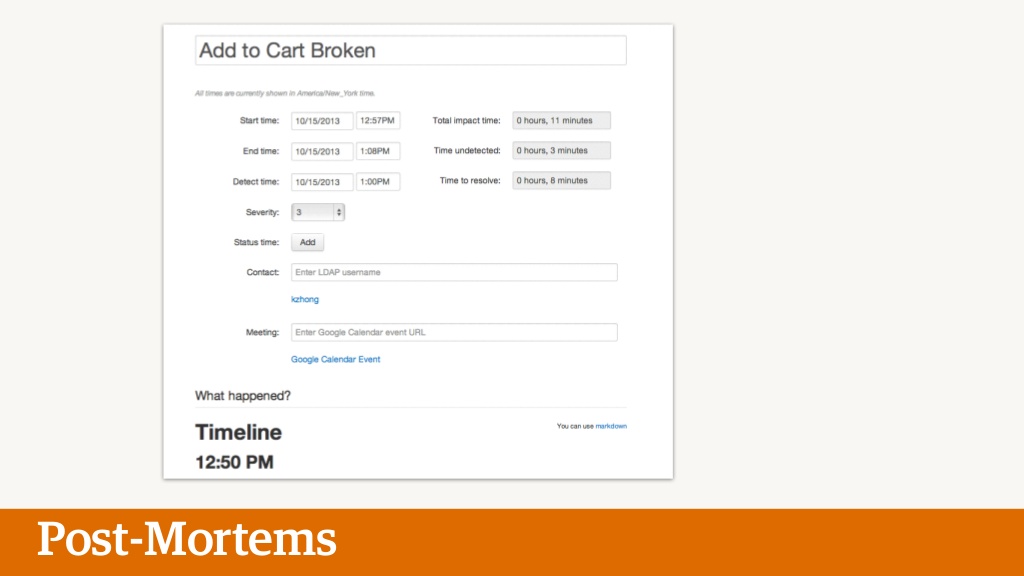 Add to Cart Broken
All times are currently shown in America/New_York time.
Start time: 10/15/2013 12:57PM Total impact time: 0 hours, 11 minutes
End time: 10/15/2013 1:08PM Time undetected: 0 hours, 3 minutes
Detect time: 10/15/2013 1:00PM Time to resolve: 0 hours, 8 minutes
Severity: 3
Status time: Add
Contact: Enter LDAP username
kzhong
Meeting: Enter Google Calendar event URL
Google Calendar Event
What happened?
Timeline You can use markdown
12:50 PM
Post-Mortems